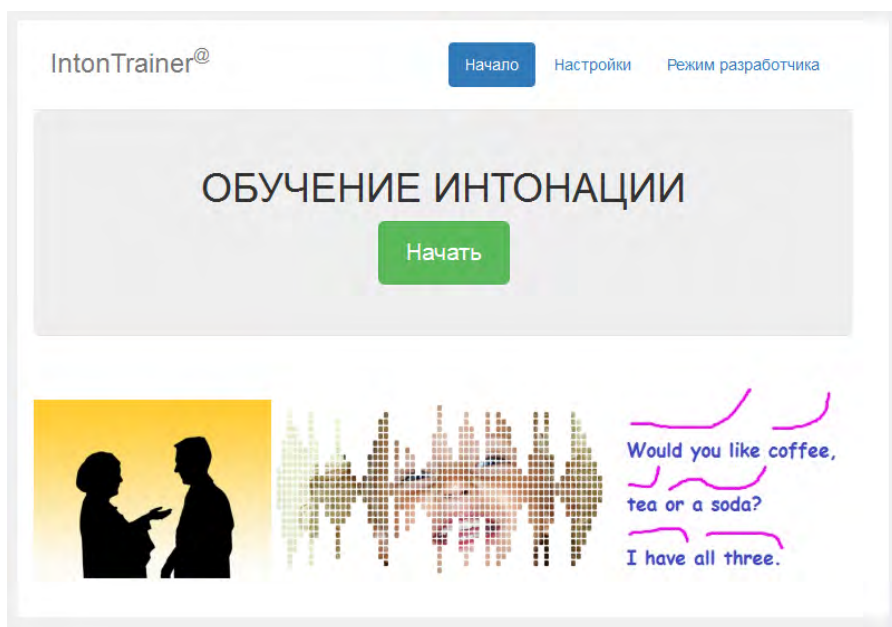 IntonTrainer@
Начало Настройки Режим разработчика
ОБУЧЕНИЕ ИНТОНАЦИИ
Начать
Would you like coffee,
tea or a soda?
I have all three.